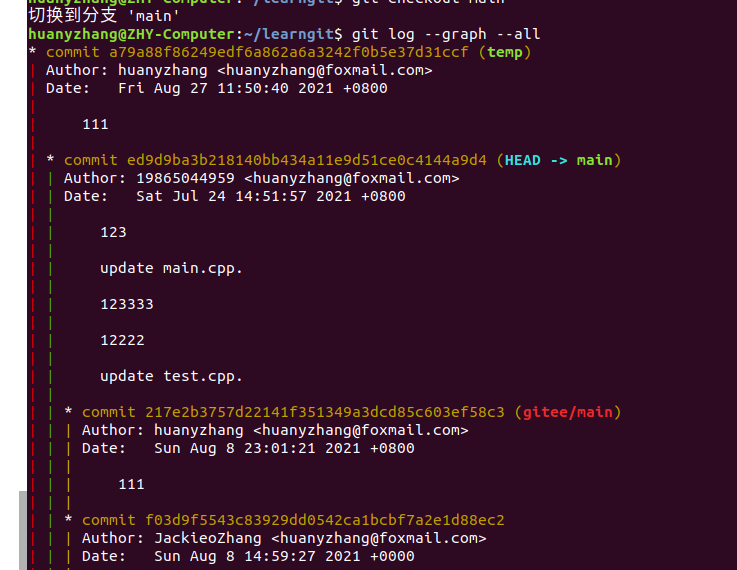 huanyzhang@ZHY-Computer:~/learngit$ git checkout main
切换到分支 'main'
huanyzhang@ZHY-Computer:~/learngit$ git log --graph --all
* commit a79a88f86249edf6a862a6a3242f0b5e37d31ccf (temp)
| Author: huanyzhang <huanyzhang@foxmail.com>
| Date:   Fri Aug 27 11:50:40 2021 +0800
|
|     111
|
| * commit ed9d9ba3b218140bb434a11e9d51ce0c4144a9d4 (HEAD -> main)
| | Author: 19865044959 <huanyzhang@foxmail.com>
| | Date:   Sat Jul 24 14:51:57 2021 +0800
| |
| |     123
| |
| |     update main.cpp.
| |
| |     123333
| |
| |     12222
| |
| |     update test.cpp.
| |
| | * commit 217e2b3757d22141f351349a3dcd85c603ef58c3 (gitee/main)
| | | Author: huanyzhang <huanyzhang@foxmail.com>
| | | Date:   Sun Aug 8 23:01:21 2021 +0800
| | |
| | |     111
| | |
| | * commit f03d9f5543c83929dd0542ca1bcbf7a2e1d88ec2
| | | Author: JackieoZhang <huanyzhang@foxmail.com>
| | | Date:   Sun Aug 8 14:59:27 2021 +0000